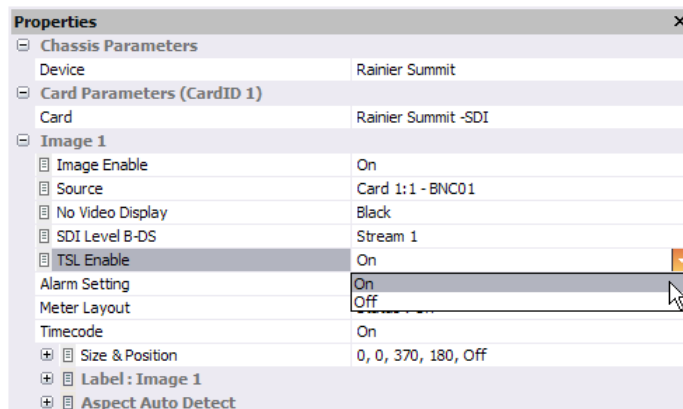 Properties
Chassis Parameters
Device Rainier Summit
Card Parameters (CardID 1)
Card Rainier Summit -SDI
Image 1
Image Enable On
Source Card 1:1 - BNC01
No Video Display Black
SDI Level B-DS Stream 1
TSL Enable On
Alarm Setting On
Meter Layout Off
Timecode On
Size & Position 0, 0, 370, 180, Off
Label : Image 1
Aspect Auto Detect